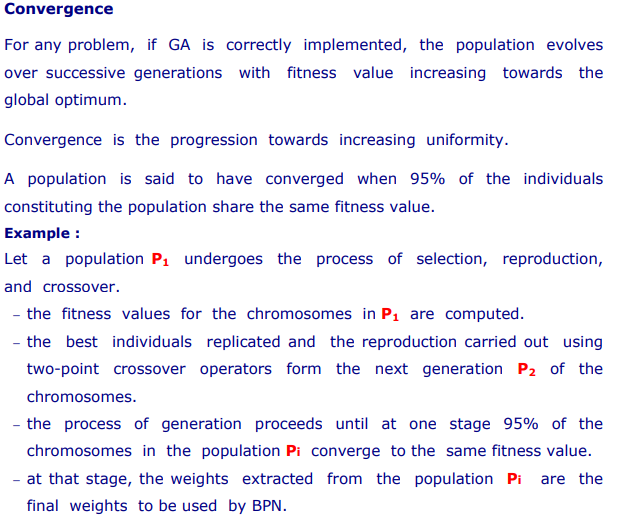 Convergence
For any problem, if GA is correctly implemented, the population evolves
over successive generations with fitness value increasing towards the
global optimum.
Convergence is the progression towards increasing uniformity.
A population is said to have converged when 95% of the individuals
constituting the population share the same fitness value.
Example :
Let a population P₁ undergoes the process of selection, reproduction,
and crossover.
– the fitness values for the chromosomes in P₁ are computed.
– the best individuals replicated and the reproduction carried out using
two-point crossover operators form the next generation P₂ of the
chromosomes.
– the process of generation proceeds until at one stage 95% of the
chromosomes in the population Pi converge to the same fitness value.
– at that stage, the weights extracted from the population Pi are the
final weights to be used by BPN.